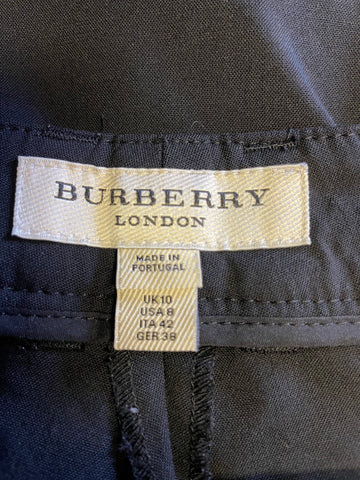 BURBERRY
LONDON
MADE IN
PORTUGAL
UK 10
USA 8
ITA 42
GER 38